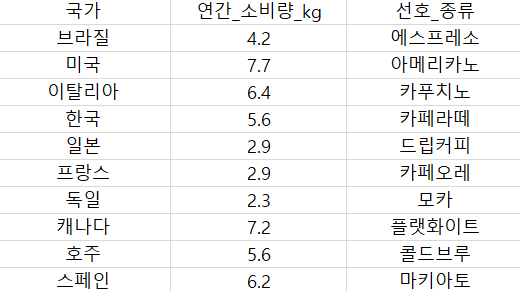 국가 연간_소비량_kg 선호_종류
브라질 4.2 에스프레소
미국 7.7 아메리카노
이탈리아 6.4 카푸치노
한국 5.6 카페라떼
일본 2.9 드립커피
프랑스 2.9 카페오레
독일 2.3 모카
캐나다 7.2 플랫화이트
호주 5.6 콜드브루
스페인 6.2 마키아토